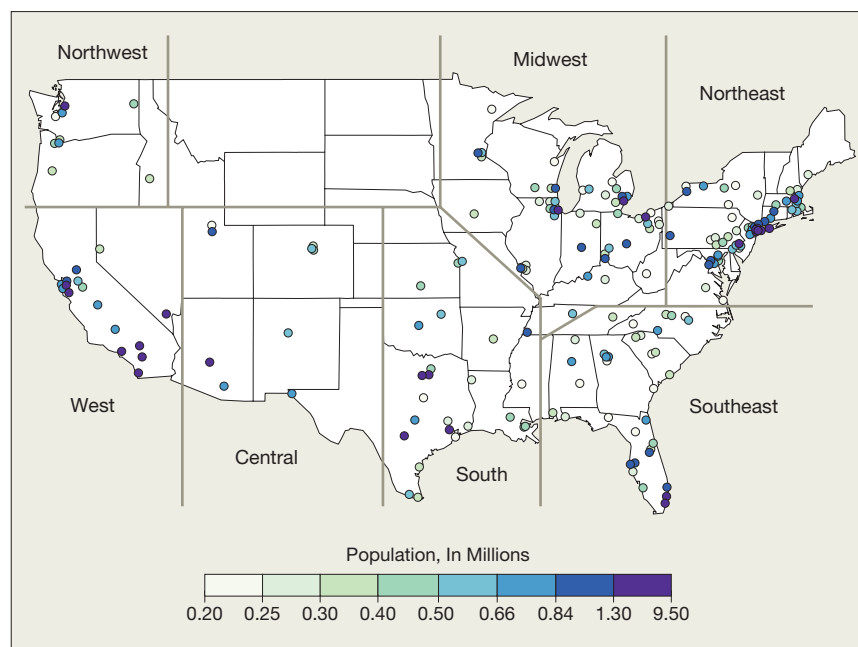 Northwest
Midwest
Northeast
West
Central
South
Southeast
Population, In Millions
0.20 0.25 0.30 0.40 0.50 0.66 0.84 1.30 9.50